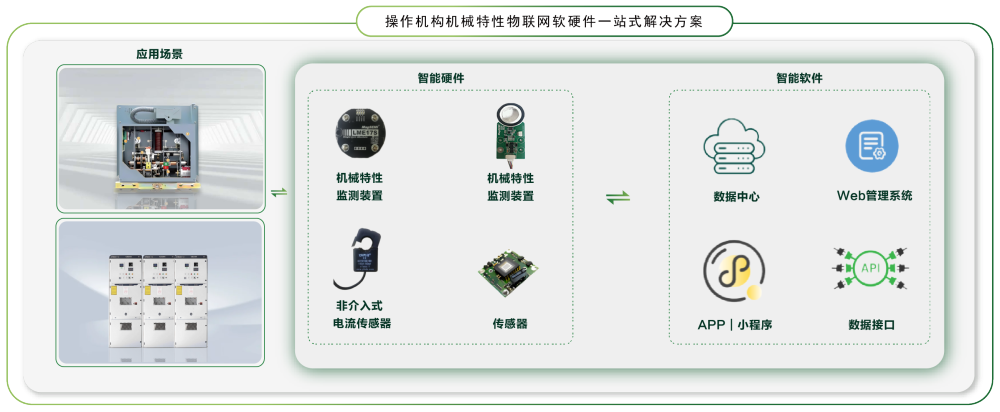 操作机构机械特性物联网软硬件一站式解决方案
应用场景
智能硬件
智能软件
LME17S
机械特性
监测装置
机械特性
监测装置
数据中心
Web管理系统
API
非介入式
电流传感器
传感器
APP｜小程序
数据接口